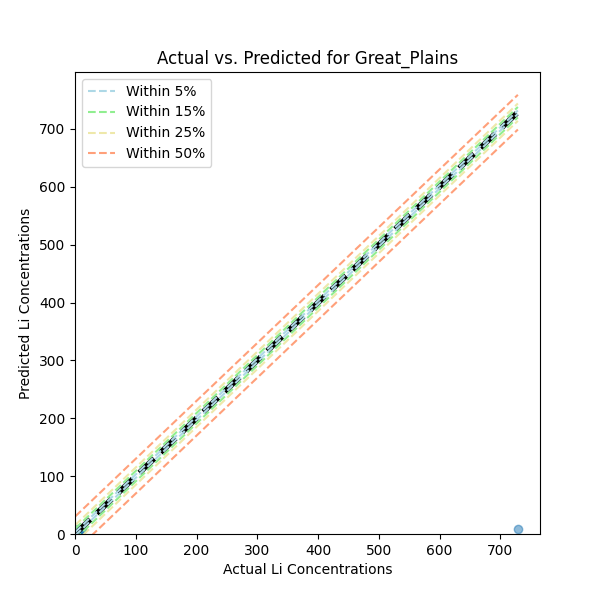 Actual vs. Predicted for Great_Plains
Within 5%
Within 15%
Within 25%
Within 50%
Predicted Li Concentrations
700
600
500
400
300
200
100
0
0 100 200 300 400 500 600 700
Actual Li Concentrations